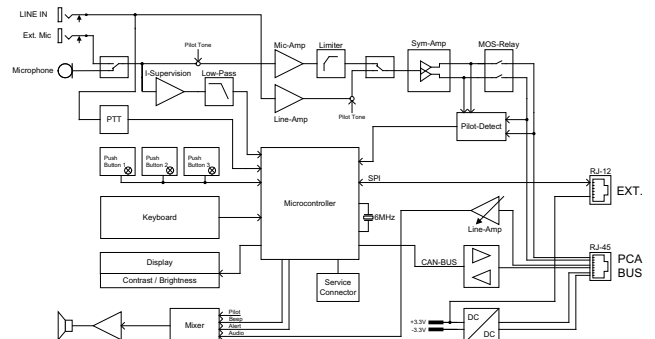 LINE IN
Ext. Mic
Microphone
Pilot Tone
Mic-Amp
Limiter
Sym-Amp
MOS-Relay
I-Supervision
Low-Pass
Line-Amp
Pilot Tone
PTT
Pilot-Detect
Push
Button 1
Push
Button 2
Push
Button 3
SPI
RJ-12
EXT.
Keyboard
Microcontroller
6MHz
Line-Amp
RJ-45
PCA
BUS
Display
Contrast / Brightness
CAN-BUS
Service
Connector
Mixer
Pilot
Beep
Alert
Audio
+3.3V
-3.3V
DC
DC